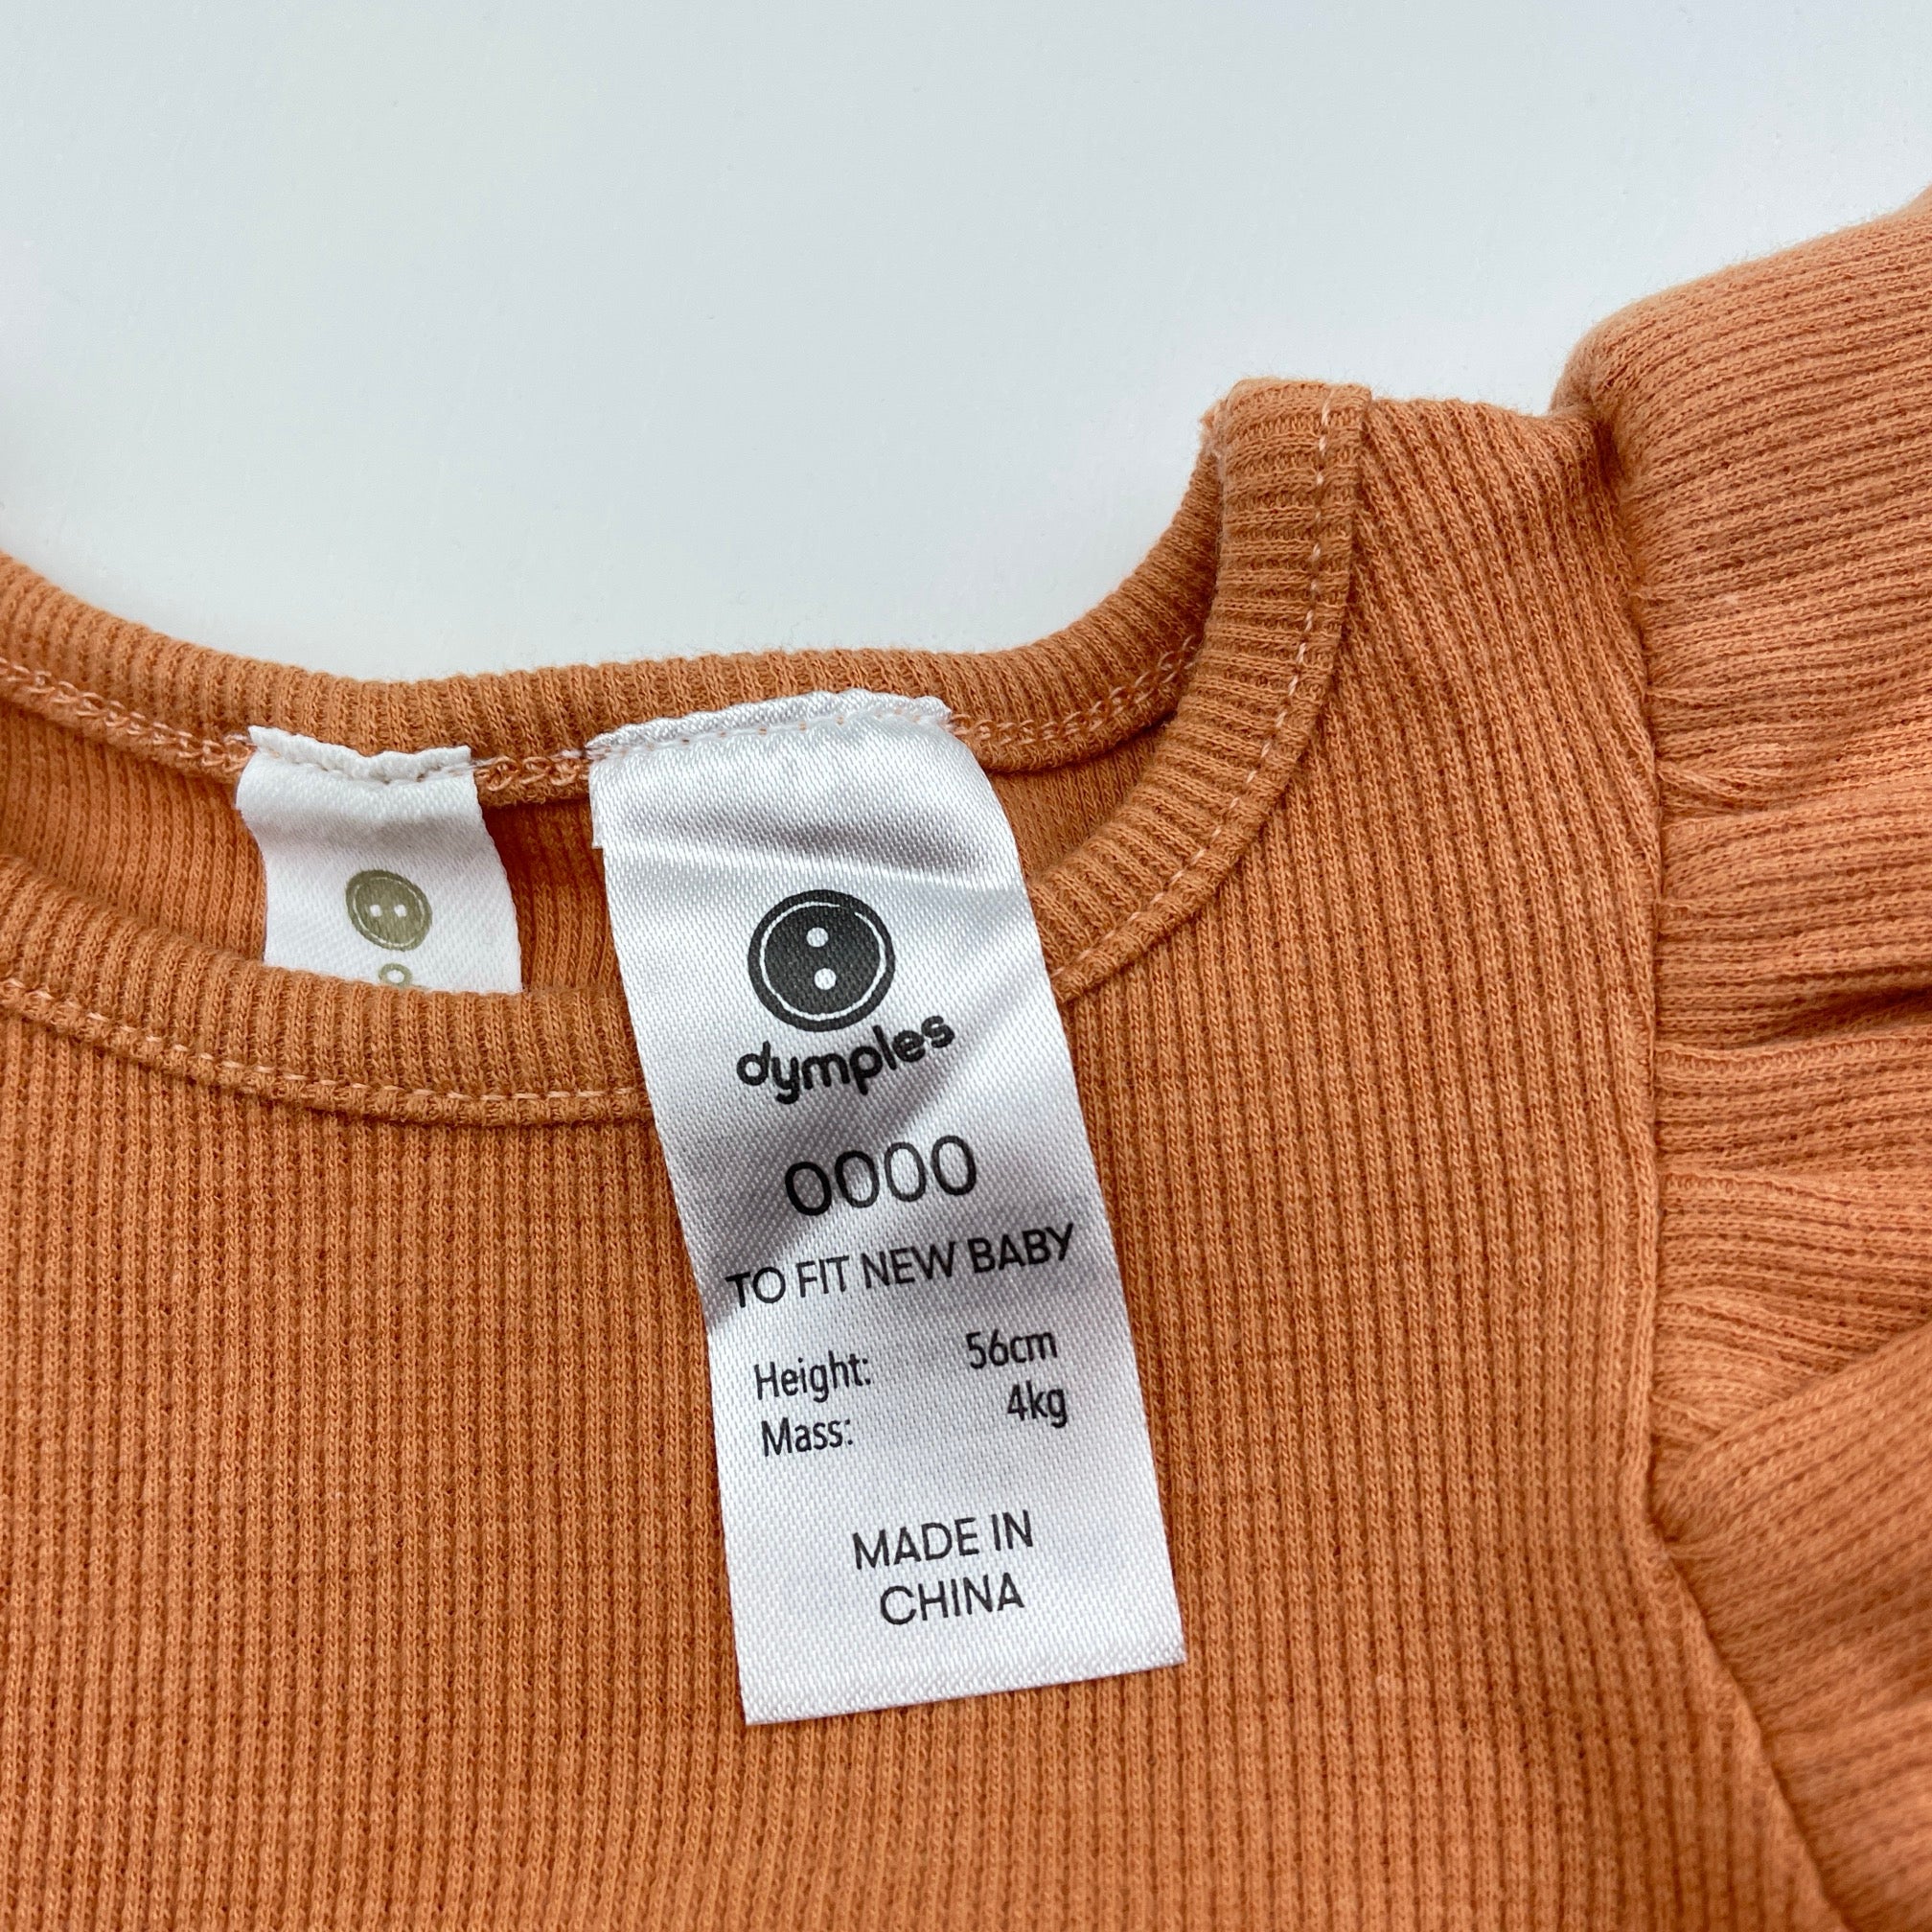 dymples
0000
TO FIT NEW BABY
Height: 56cm
Mass: 4kg
MADE IN
CHINA